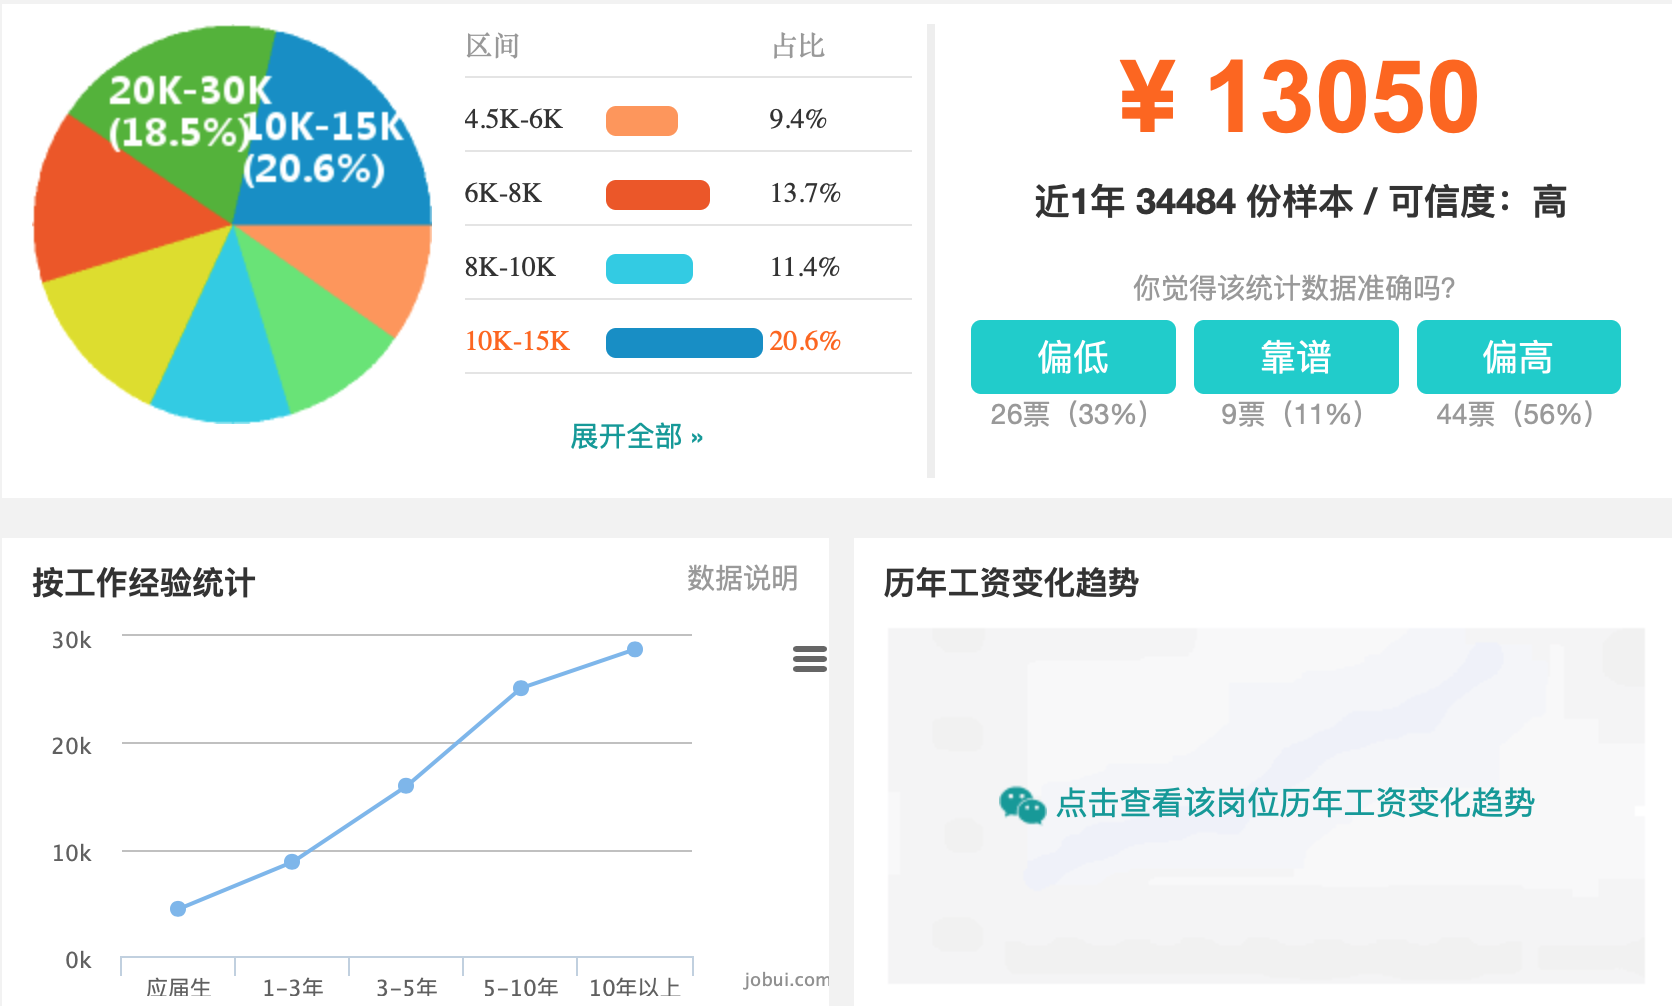 20K-30K
(18.5%)
10K-15K
(20.6%)
区间 占比
4.5K-6K 9.4%
6K-8K 13.7%
8K-10K 11.4%
10K-15K 20.6%
展开全部 »
¥ 13050
近1年 34484 份样本 / 可信度：高
你觉得该统计数据准确吗?
偏低 靠谱 偏高
26票（33%） 9票（11%） 44票（56%）
按工作经验统计 数据说明
30k
20k
10k
0k
应届生 1-3年 3-5年 5-10年 10年以上
jobui.com
历年工资变化趋势
点击查看该岗位历年工资变化趋势